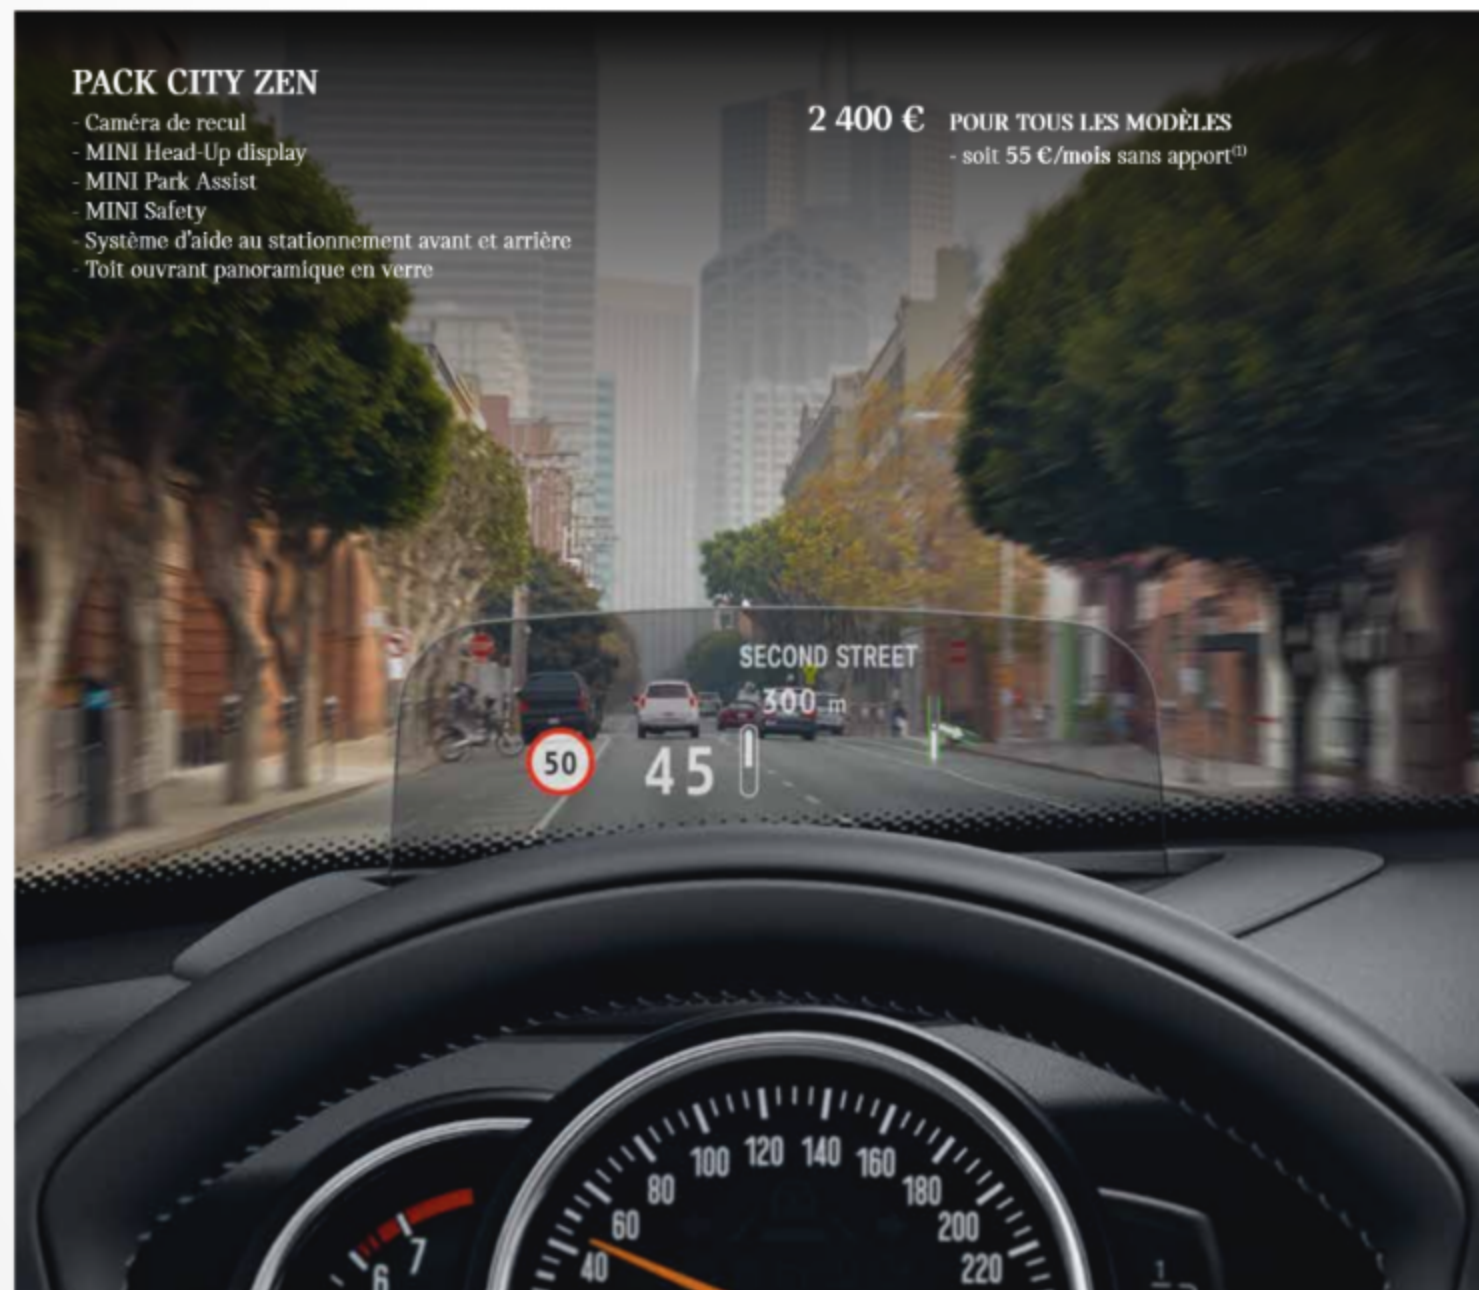 PACK CITY ZEN
- Caméra de recul
- MINI Head-Up display
- MINI Park Assist
- MINI Safety
- Système d'aide au stationnement avant et arrière
- Toit ouvrant panoramique en verre
2 400 € POUR TOUS LES MODÈLES
- soit 55 €/mois sans apport(1)
SECOND STREET
300 m
50
45
40
60
80
100
120
140
160
180
200
220
6
7
1